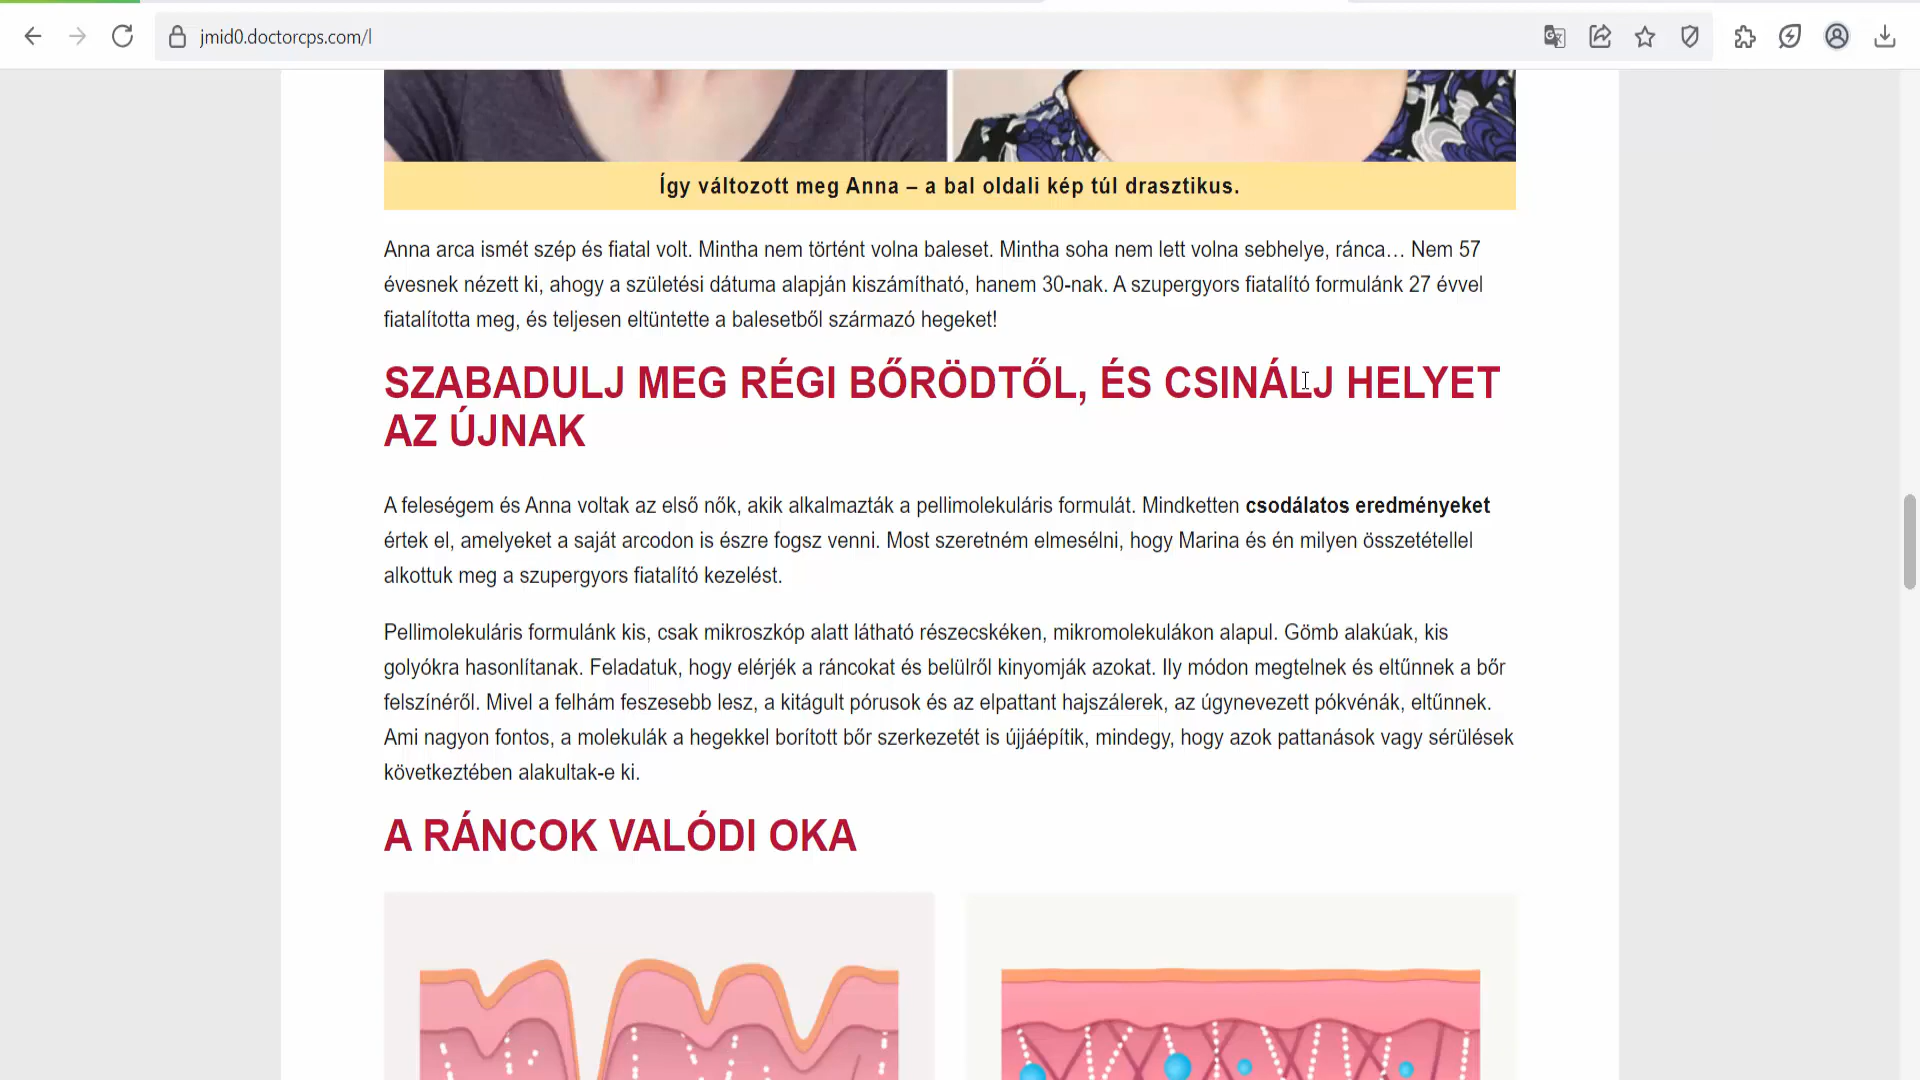 jmid0.doctorcps.com/l
Így változott meg Anna – a bal oldali kép túl drasztikus.
Anna arca ismét szép és fiatal volt. Mintha nem történt volna baleset. Mintha soha nem lett volna sebhelye, ránca… Nem 57
évesnek nézett ki, ahogy a születési dátuma alapján kiszámítható, hanem 30-nak. A szupergyors fiatalító formulánk 27 évvel
fiatalította meg, és teljesen eltüntette a balesetből származó hegeket!
SZABADULJ MEG RÉGI BŐRÖDTŐL, ÉS CSINÁLJ HELYET
AZ ÚJNAK
A feleségem és Anna voltak az első nők, akik alkalmazták a pellimolekuláris formulát. Mindketten csodálatos eredményeket
értek el, amelyeket a saját arcodon is észre fogsz venni. Most szeretném elmesélni, hogy Marina és én milyen összetétellel
alkottuk meg a szupergyors fiatalító kezelést.
Pellimolekuláris formulánk kis, csak mikroszkóp alatt látható részecskéken, mikromolekulákon alapul. Gömb alakúak, kis
golyókra hasonlítanak. Feladatuk, hogy elérjék a ráncokat és belülről kinyomják azokat. Ily módon megtelnek és eltűnnek a bőr
felszínéről. Mivel a felhám feszesebb lesz, a kitágult pórusok és az elpattant hajszálerek, az úgynevezett pókvénák, eltűnnek.
Ami nagyon fontos, a molekulák a hegekkel borított bőr szerkezetét is újjáépítik, mindegy, hogy azok pattanások vagy sérülések
következtében alakultak-e ki.
A RÁNCOK VALÓDI OKA